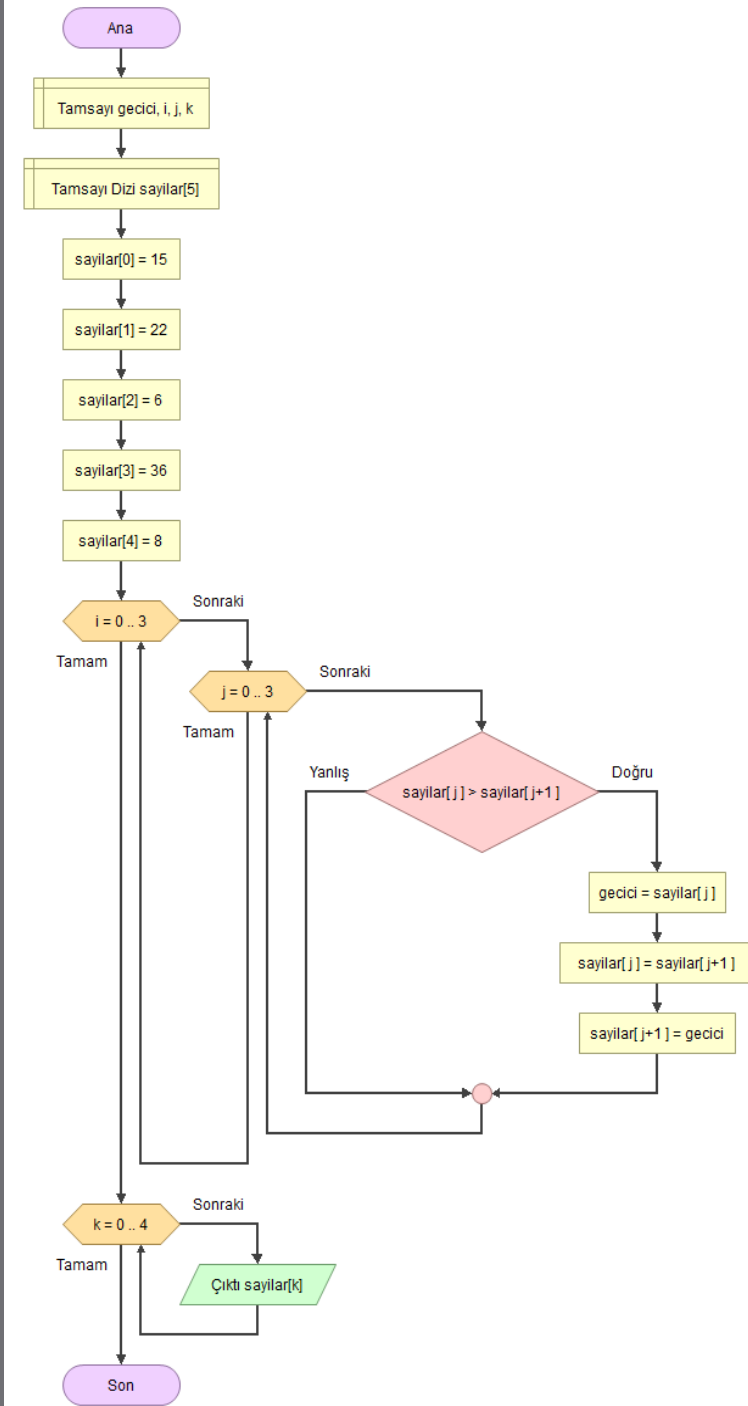 Ana
Tamsayı gecici, i, j, k
Tamsayı Dizi sayilar[5]
sayilar[0] = 15
sayilar[1] = 22
sayilar[2] = 6
sayilar[3] = 36
sayilar[4] = 8
i = 0 .. 3
Sonraki
Tamam
j = 0 .. 3
Sonraki
Tamam
sayilar[ j ] > sayilar[ j+1 ]
Yanlış
Doğru
gecici = sayilar[ j ]
sayilar[ j ] = sayilar[ j+1 ]
sayilar[ j+1 ] = gecici
k = 0 .. 4
Sonraki
Tamam
Çıktı sayilar[k]
Son